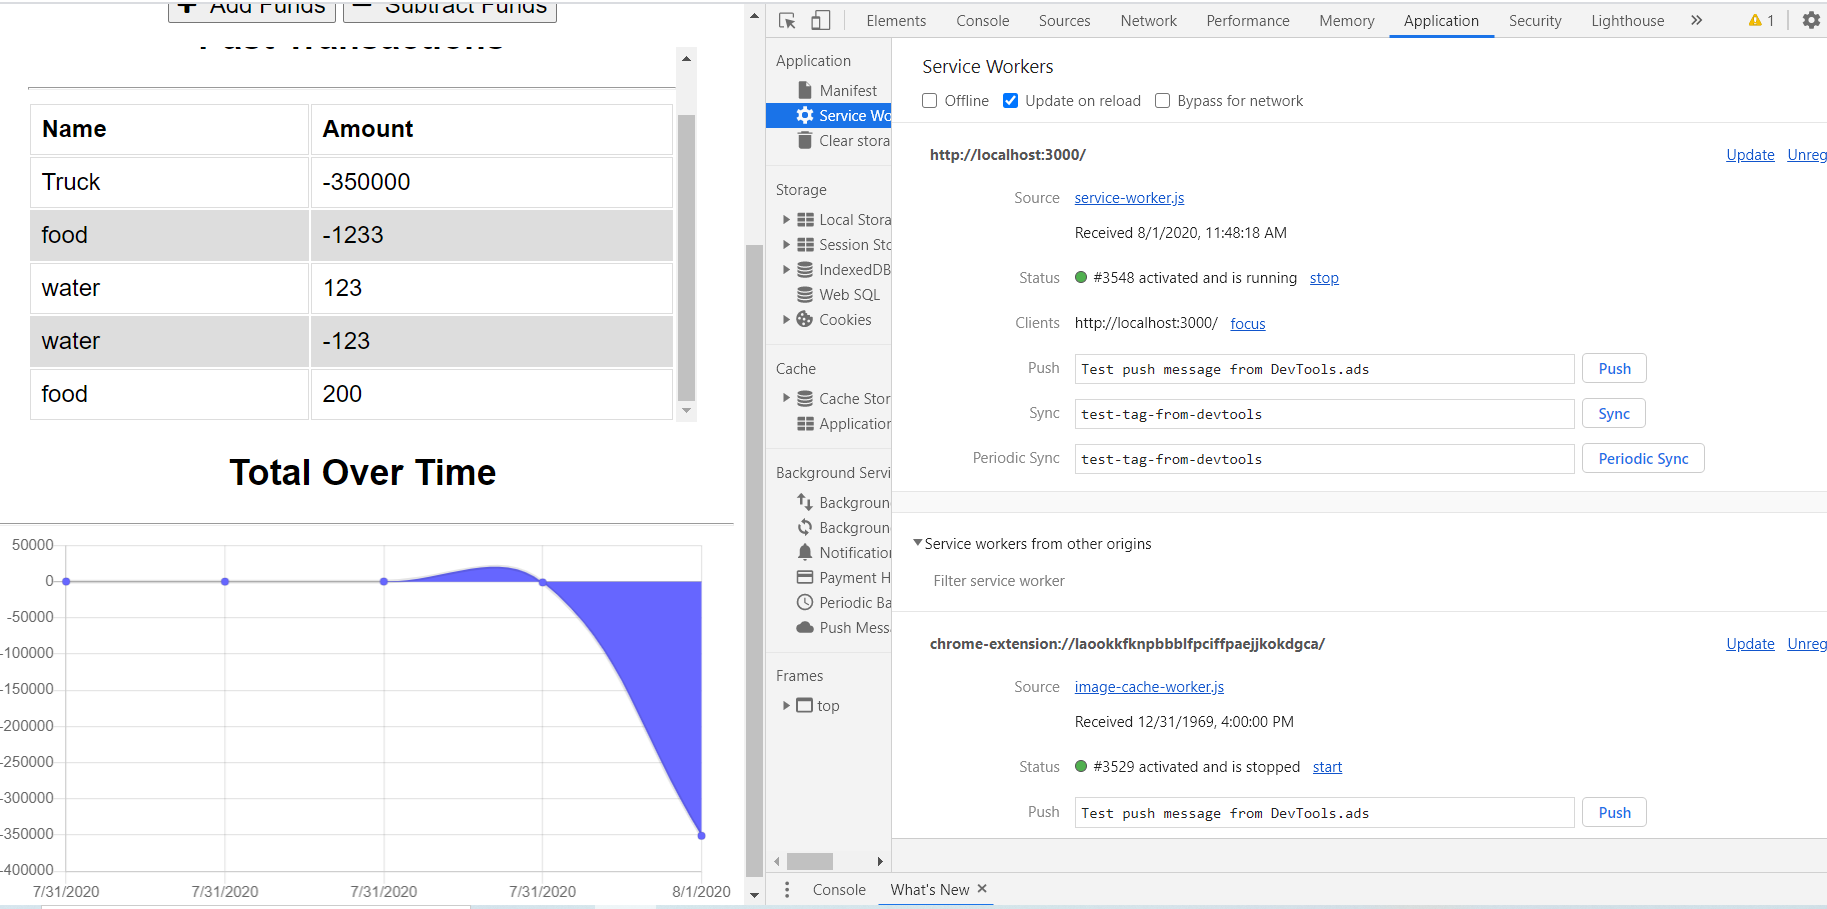 Add Funds
Subtract Funds
Past Transactions
Name Amount
Truck -350000
food -1233
water 123
water -123
food 200
Total Over Time
50000
0
-50000
-100000
-150000
-200000
-250000
-300000
-350000
-400000
7/31/2020 7/31/2020 7/31/2020 7/31/2020 8/1/2020
Elements Console Sources Network Performance Memory Application Security Lighthouse » 1
Application
Manifest
Service Wo
Clear stora
Storage
Local Stora
Session Sto
IndexedDB
Web SQL
Cookies
Cache
Cache Stor
Application
Background Servi
Backgroun
Backgroun
Notification
Payment H
Periodic Ba
Push Mess
Frames
top
Service Workers
Offline Update on reload Bypass for network
http://localhost:3000/ Update Unreg
Source service-worker.js
Received 8/1/2020, 11:48:18 AM
Status #3548 activated and is running stop
Clients http://localhost:3000/ focus
Push Test push message from DevTools.ads Push
Sync test-tag-from-devtools Sync
Periodic Sync test-tag-from-devtools Periodic Sync
Service workers from other origins
Filter service worker
chrome-extension://laookkfknpbbblfpciffpaejjkokdgca/ Update Unreg
Source image-cache-worker.js
Received 12/31/1969, 4:00:00 PM
Status #3529 activated and is stopped start
Push Test push message from DevTools.ads Push
Console What's New ×